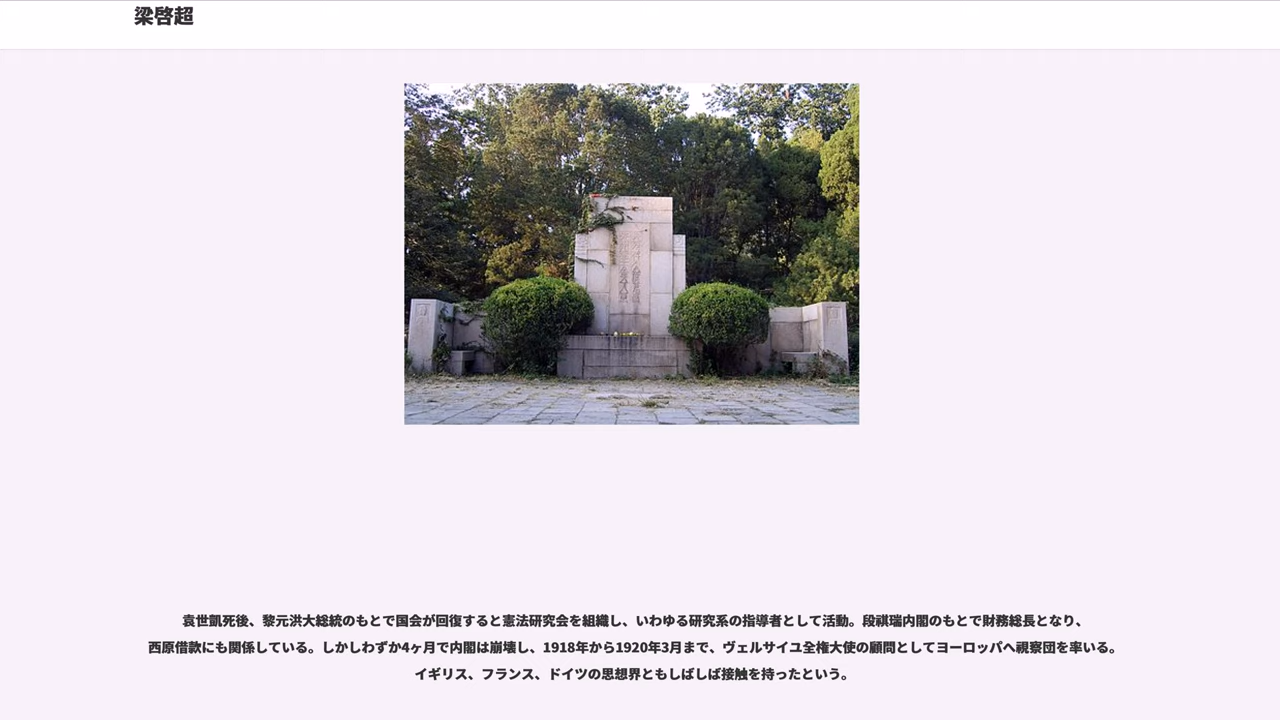 梁啓超
袁世凱死後、黎元洪大総統のもとで国会が回復すると憲法研究会を組織し、いわゆる研究系の指導者として活動。段祺瑞内閣のもとで財務総長となり、
西原借款にも関係している。しかしわずか4ヶ月で内閣は崩壊し、1918年から1920年3月まで、ヴェルサイユ全権大使の顧問としてヨーロッパへ視察団を率いる。
イギリス、フランス、ドイツの思想界ともしばしば接触を持ったという。